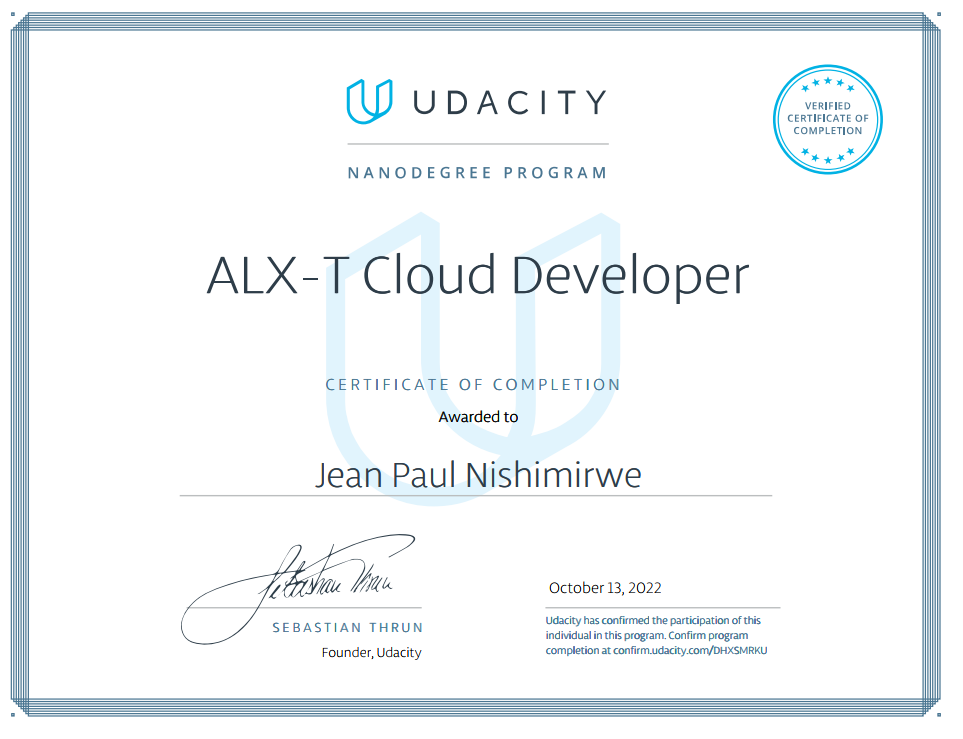 UDACITY
VERIFIED
CERTIFICATE OF
COMPLETION
NANODEGREE PROGRAM
ALX-T Cloud Developer
CERTIFICATE OF COMPLETION
Awarded to
Jean Paul Nishimirwe
Sebastian Thrun
SEBASTIAN THRUN
Founder, Udacity
October 13, 2022
Udacity has confirmed the participation of this
individual in this program. Confirm program
completion at confirm.udacity.com/DHXSMRKU